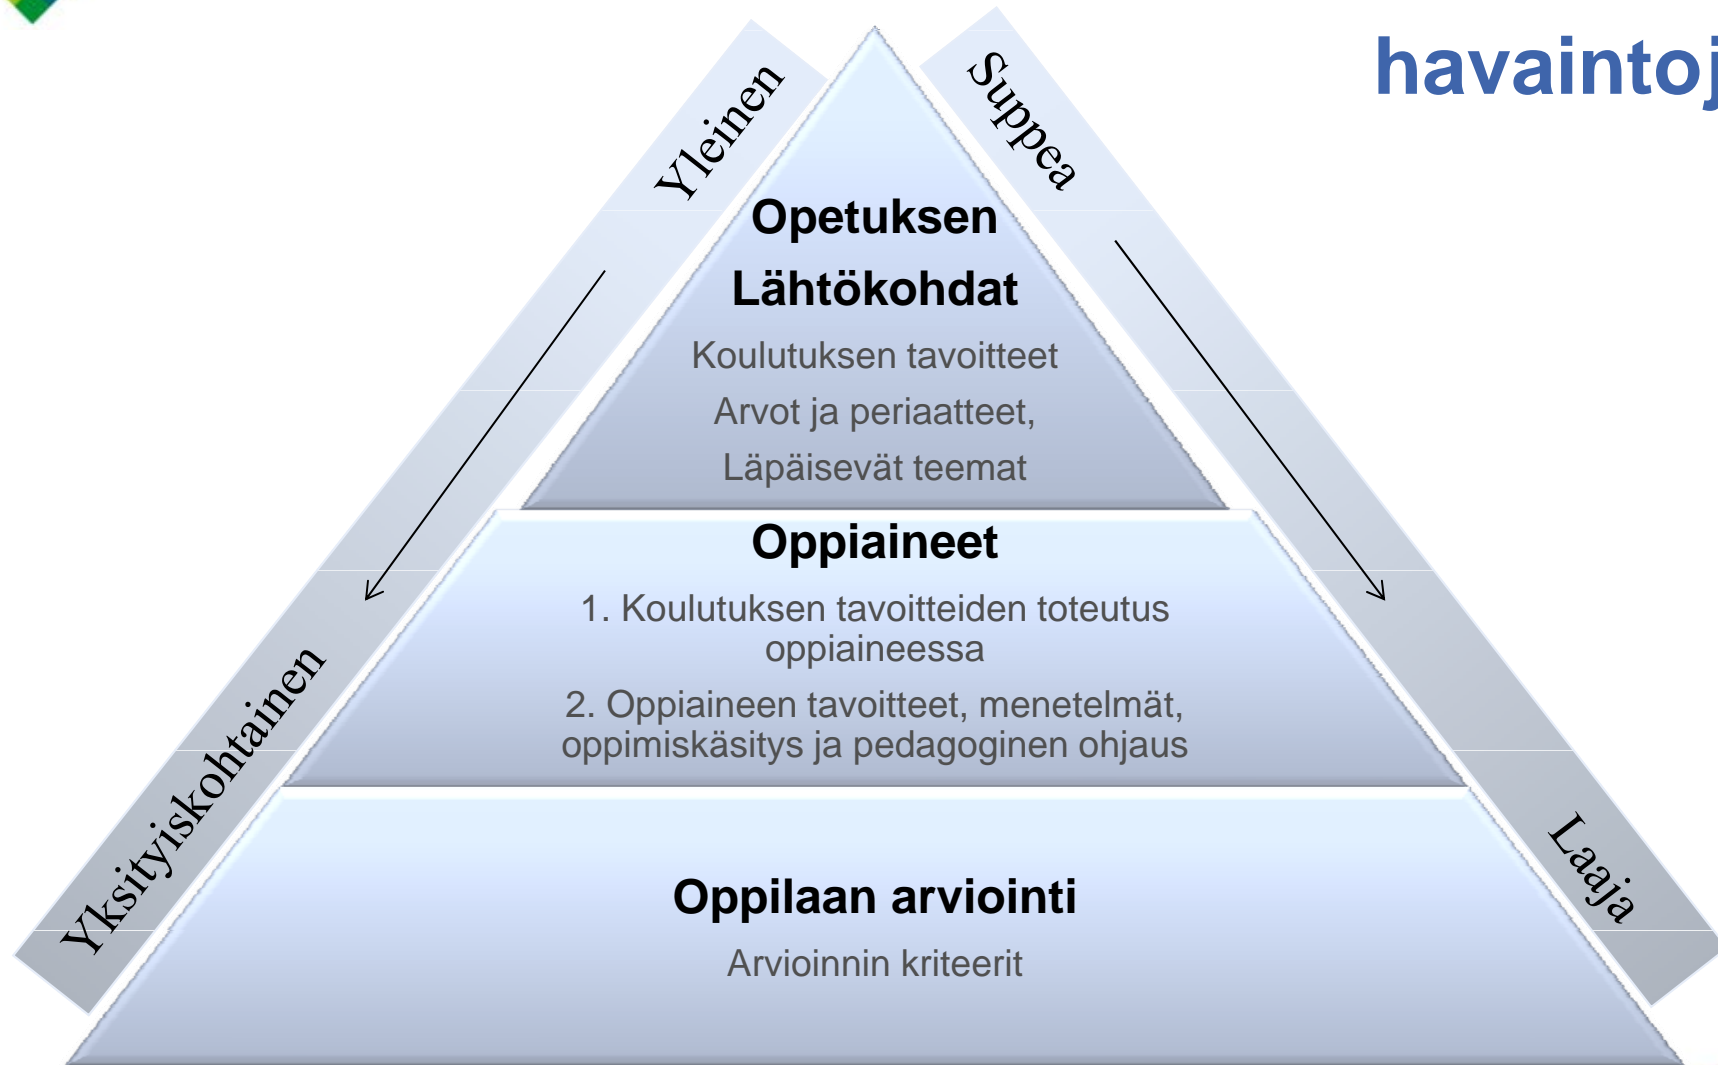 havaintoj
Yleinen
Suppea
Opetuksen
Lähtökohdat
Koulutuksen tavoitteet
Arvot ja periaatteet,
Läpäisevät teemat
Oppiaineet
1. Koulutuksen tavoitteiden toteutus
oppiaineessa
2. Oppiaineen tavoitteet, menetelmät,
oppimiskäsitys ja pedagoginen ohjaus
Yksityiskohtainen
Laaja
Oppilaan arviointi
Arvioinnin kriteerit